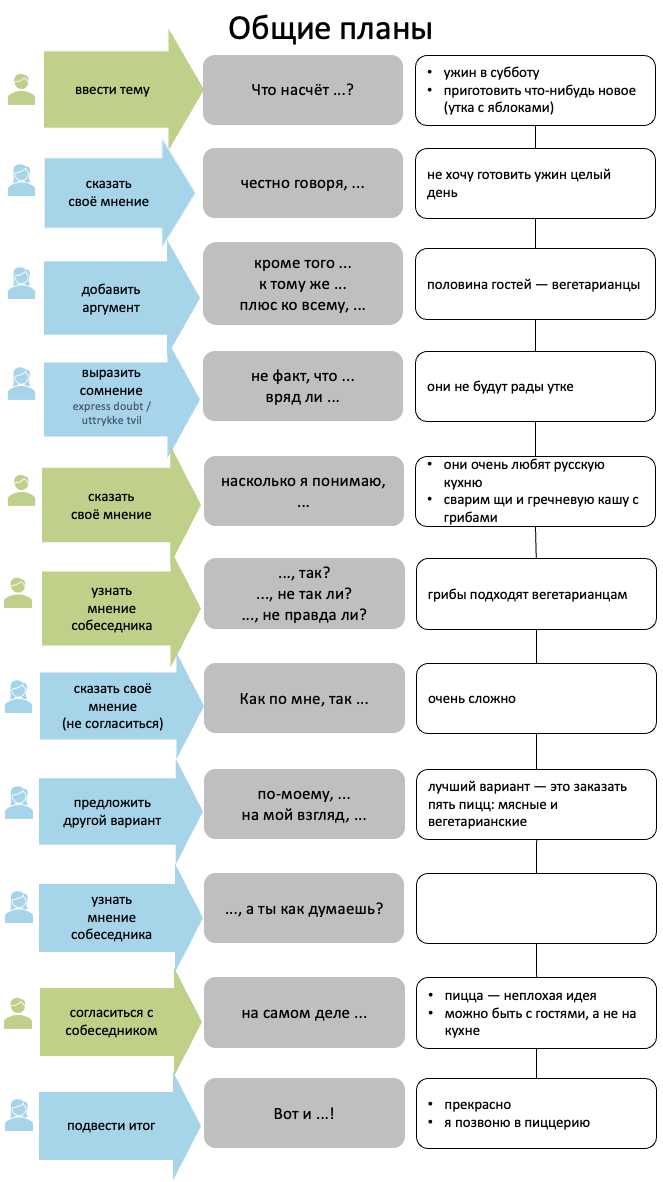 Общие планы
ввести тему
Что насчёт ...?
• ужин в субботу
• приготовить что-нибудь новое
(утка с яблоками)
сказать
своё мнение
честно говоря, ...
не хочу готовить ужин целый
день
добавить
аргумент
кроме того ...
к тому же ...
плюс ко всему, ...
половина гостей — вегетарианцы
выразить
сомнение
express doubt /
uttrykke tvil
не факт, что ...
вряд ли ...
они не будут рады утке
сказать
своё мнение
насколько я понимаю,
...
• они очень любят русскую
кухню
• сварим щи и гречневую кашу с
грибами
узнать
мнение
собеседника
..., так?
..., не так ли?
..., не правда ли?
грибы подходят вегетарианцам
сказать своё
мнение
(не согласиться)
Как по мне, так ...
очень сложно
предложить
другой вариант
по-моему, ...
на мой взгляд, ...
лучший вариант — это заказать
пять пицц: мясные и
вегетарианские
узнать
мнение
собеседника
..., а ты как думаешь?
согласиться с
собеседником
на самом деле ...
• пицца — неплохая идея
• можно быть с гостями, а не на
кухне
подвести итог
Вот и ...!
• прекрасно
• я позвоню в пиццерию